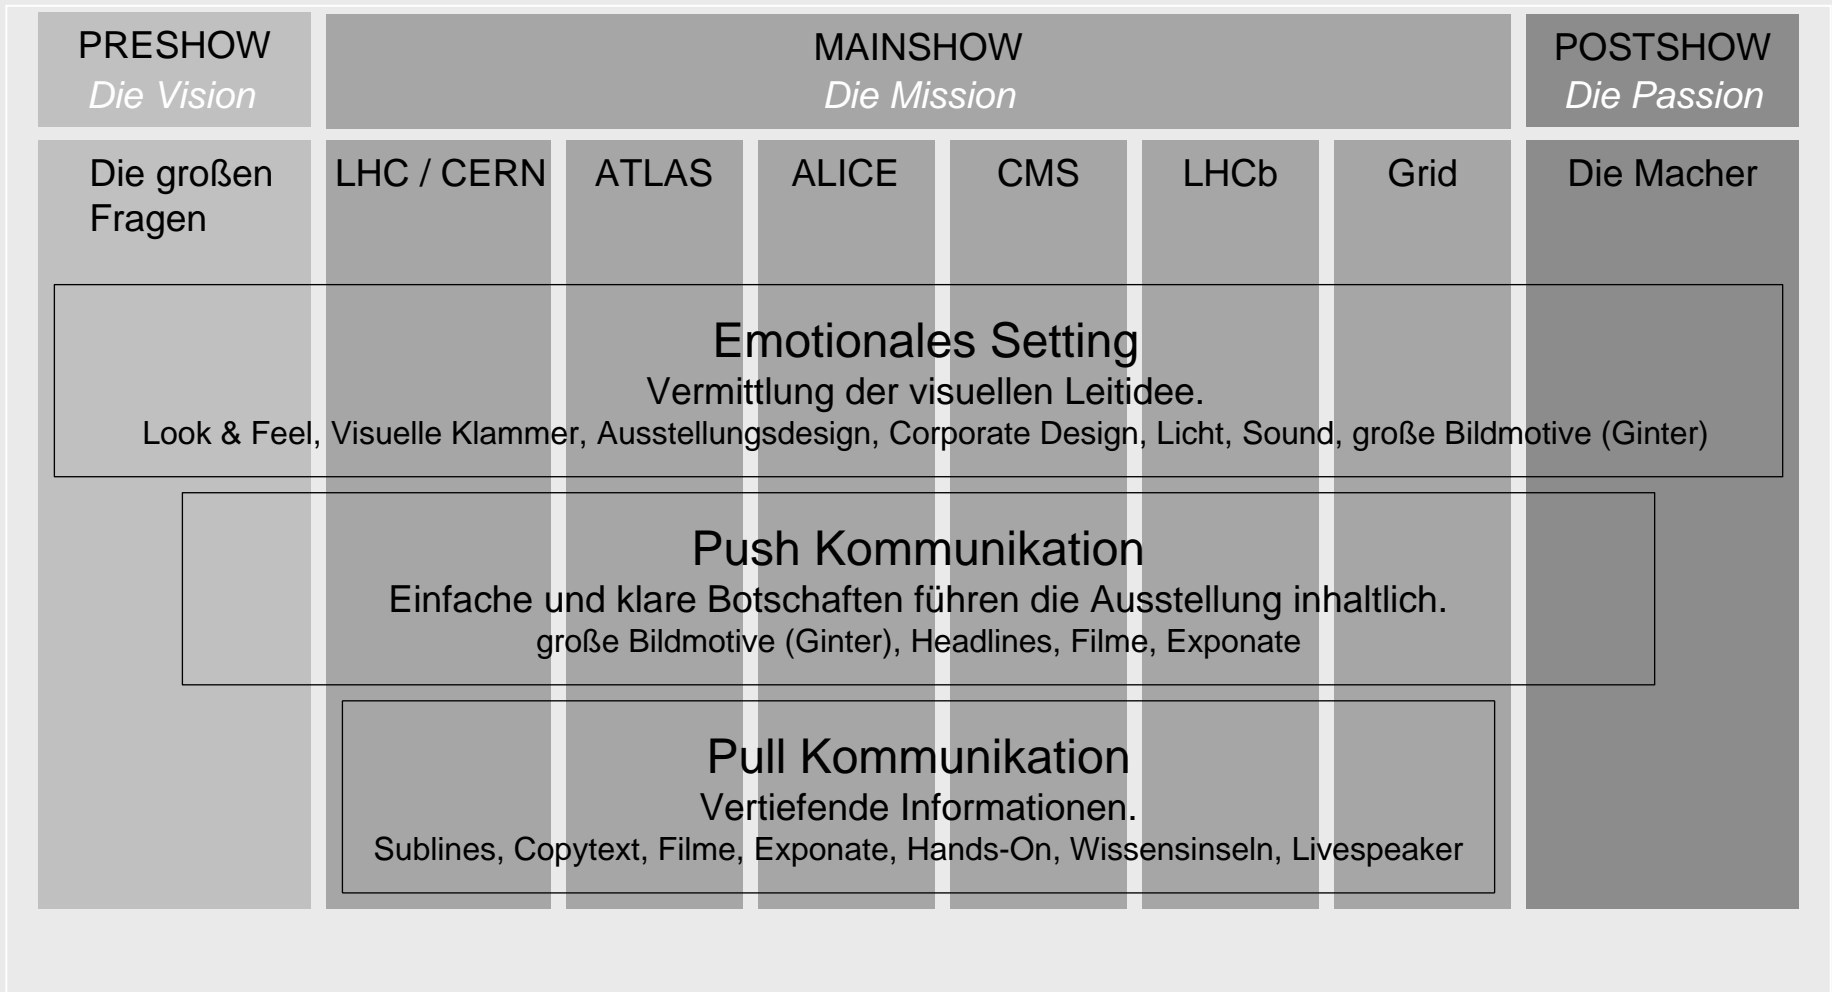 PRESHOW
Die Vision
MAINSHOW
Die Mission
POSTSHOW
Die Passion
Die großen
Fragen
LHC / CERN
ATLAS
ALICE
CMS
LHCb
Grid
Die Macher
Emotionales Setting
Vermittlung der visuellen Leitidee.
Look & Feel, Visuelle Klammer, Ausstellungsdesign, Corporate Design, Licht, Sound, große Bildmotive (Ginter)
Push Kommunikation
Einfache und klare Botschaften führen die Ausstellung inhaltlich.
große Bildmotive (Ginter), Headlines, Filme, Exponate
Pull Kommunikation
Vertiefende Informationen.
Sublines, Copytext, Filme, Exponate, Hands-On, Wissensinseln, Livespeaker